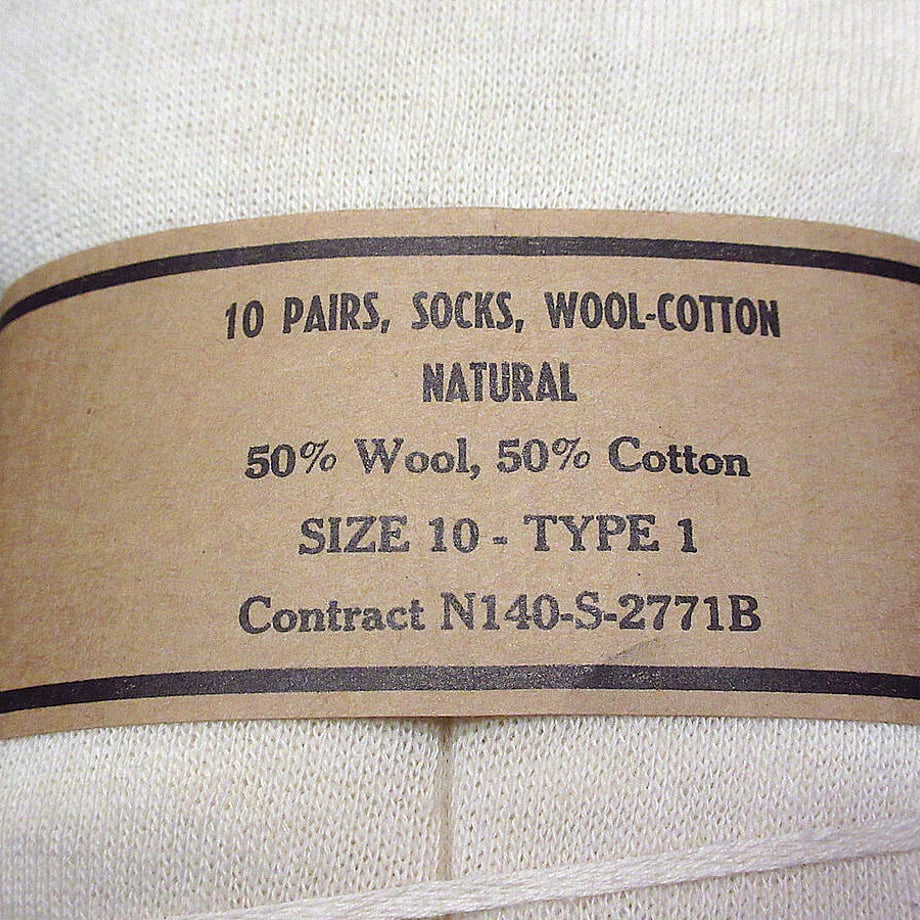 10 PAIRS, SOCKS, WOOL-COTTON
NATURAL
50% Wool, 50% Cotton
SIZE 10 - TYPE 1
Contract N140-S-2771B